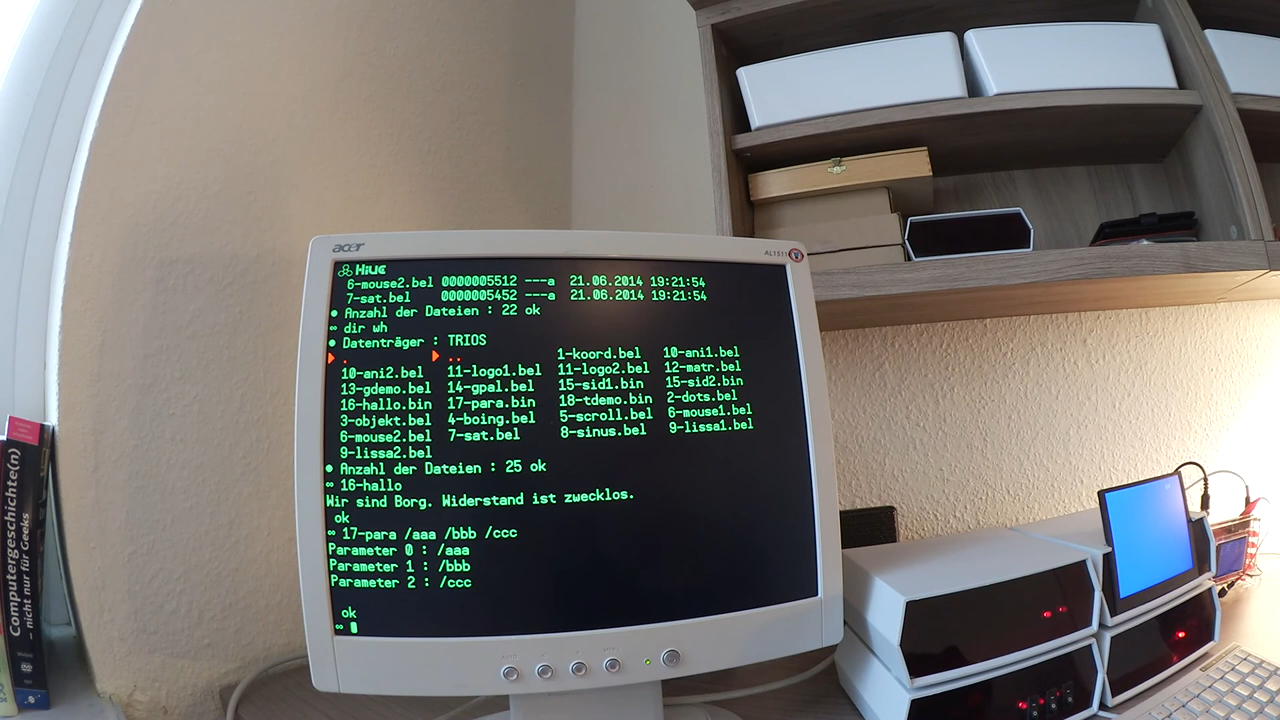 acer
AL1511
Hive
6-mouse2.bel 0000005512 ---a 21.06.2014 19:21:54
7-sat.bel 0000005452 ---a 21.06.2014 19:21:54
• Anzahl der Dateien : 22 ok
∞ dir wh
• Datenträger : TRIOS
. .. 1-koord.bel 10-ani1.bel
10-ani2.bel 11-logo1.bel 11-logo2.bel 12-matr.bel
13-gdemo.bel 14-gpal.bel 15-sid1.bin 15-sid2.bin
16-hallo.bin 17-para.bin 18-tdemo.bin 2-dots.bel
3-objekt.bel 4-boing.bel 5-scroll.bel 6-mouse1.bel
6-mouse2.bel 7-sat.bel 8-sinus.bel 9-lissa1.bel
9-lissa2.bel
• Anzahl der Dateien : 25 ok
∞ 16-hallo
Wir sind Borg. Widerstand ist zwecklos.
ok
∞ 17-para /aaa /bbb /ccc
Parameter 0 : /aaa
Parameter 1 : /bbb
Parameter 2 : /ccc
ok
∞
AUTO
Computergeschichte(n)
– nicht nur für Geeks